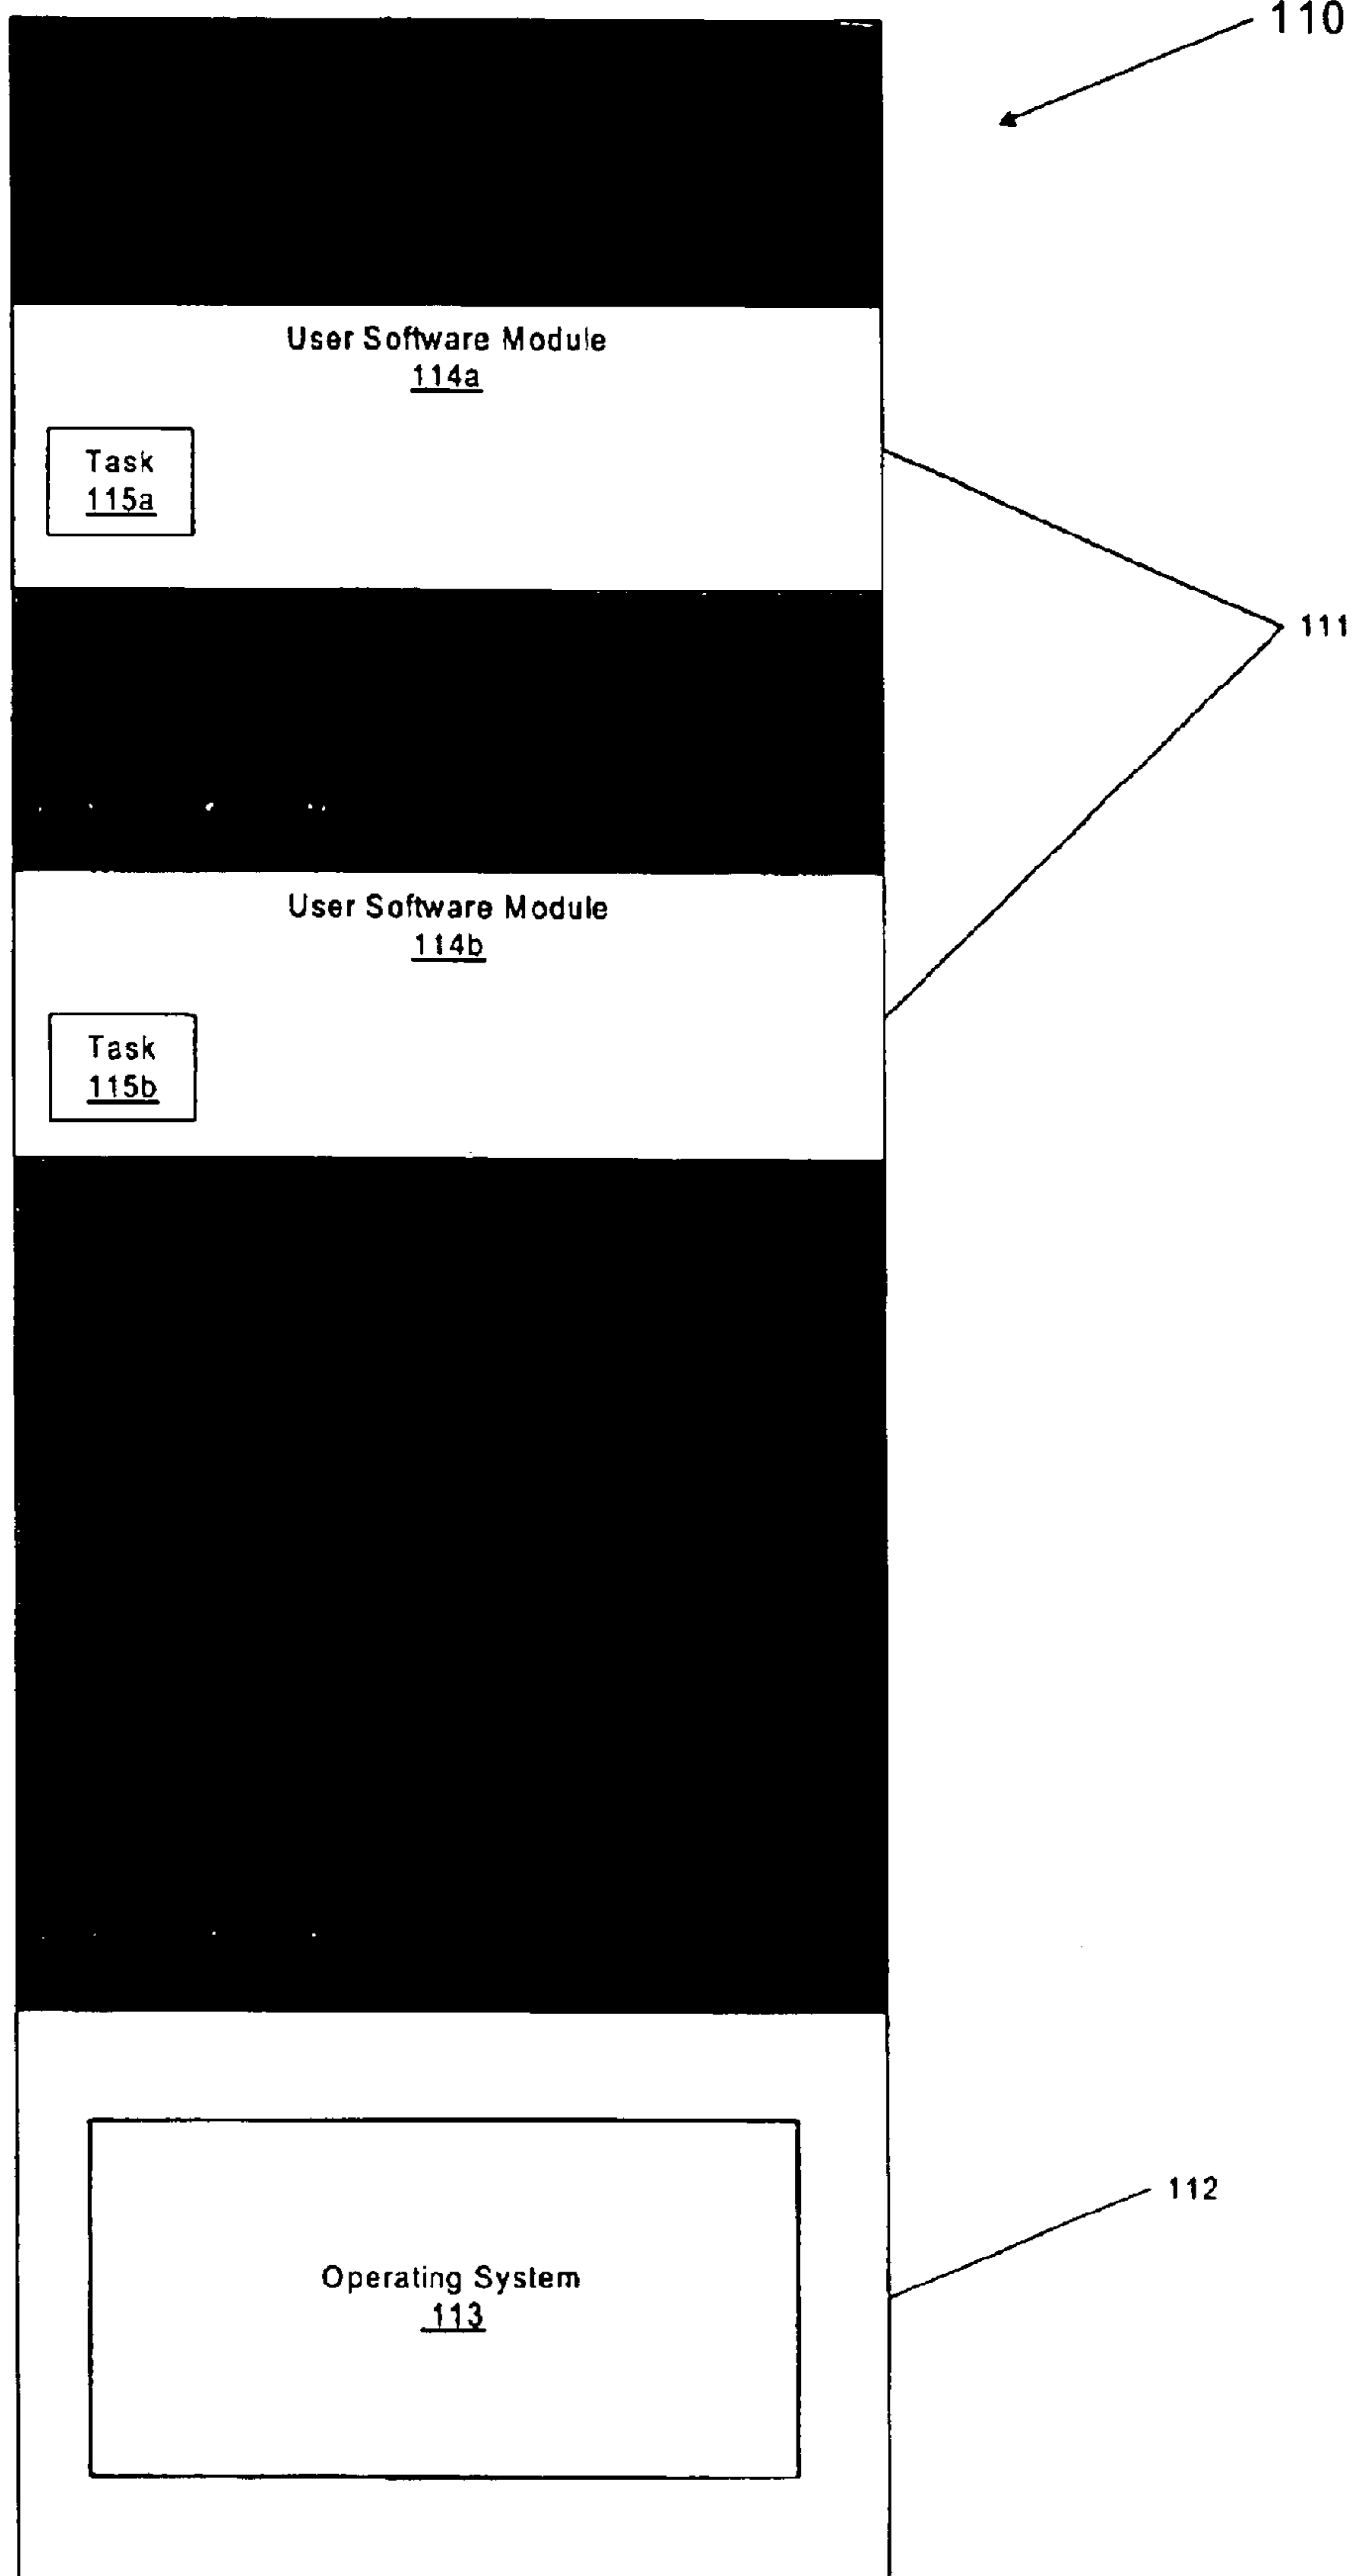 110
User Software Module
114a
Task
115a
111
User Software Module
114b
Task
115b
112
Operating System
113